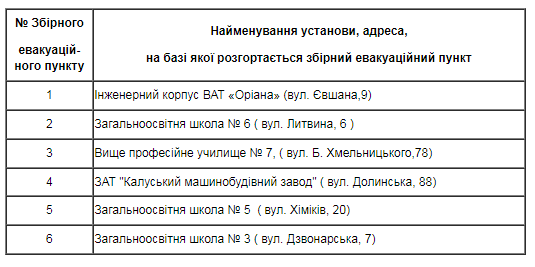 № Збірного
евакуацій-
ного пункту
Найменування установи, адреса,
на базі якої розгортається збірний евакуаційний пункт
1
Інженерний корпус ВАТ «Оріана» (вул. Євшана,9)
2
Загальноосвітня школа № 6 ( вул. Литвина, 6 )
3
Вище професійне училище № 7, ( вул. Б. Хмельницького,78)
4
ЗАТ "Калуський машинобудівний завод" ( вул. Долинська, 88)
5
Загальноосвітня школа № 5  ( вул. Хіміків, 20)
6
Загальноосвітня школа № 3 ( вул. Дзвонарська, 7)